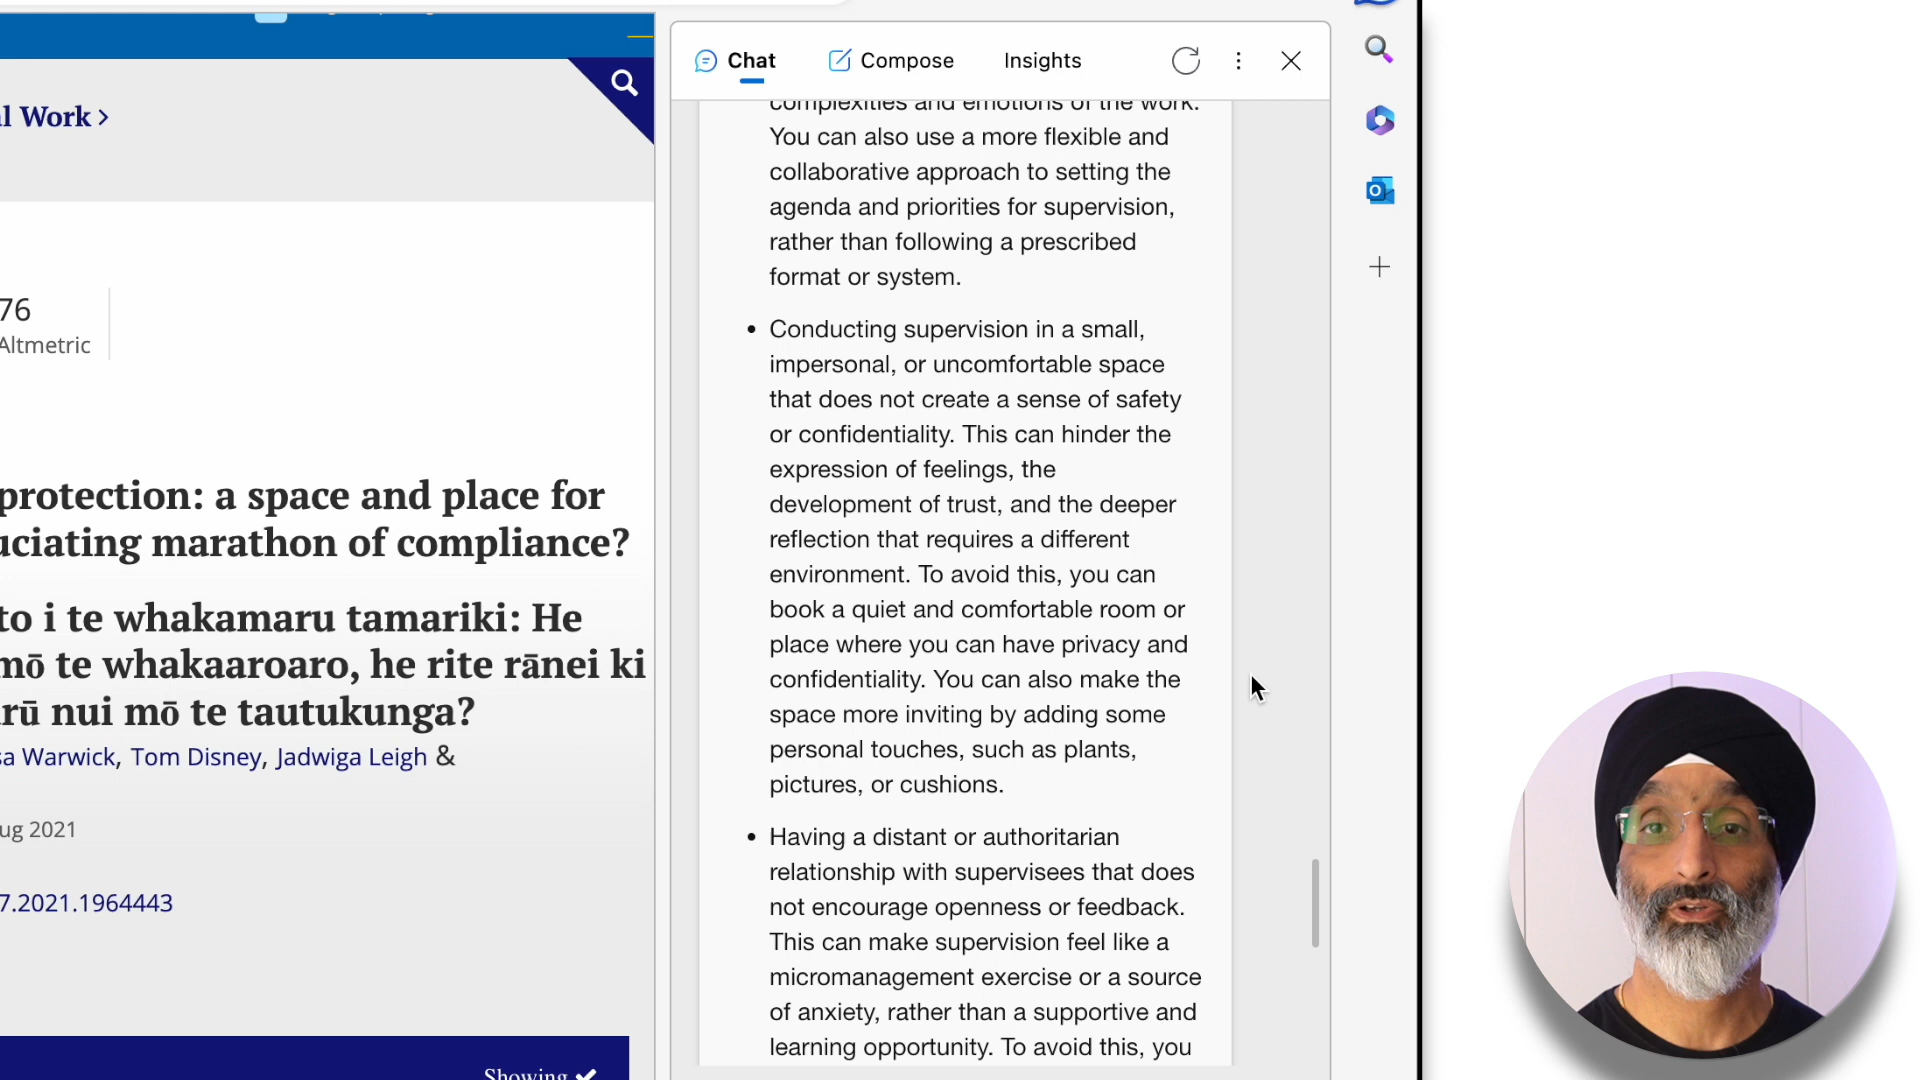 l Work >
76
Altmetric
protection: a space and place for
uciating marathon of compliance?
to i te whakamaru tamariki: He
mō te whakaaroaro, he rite rānei ki
rū nui mō te tautukunga?
sa Warwick, Tom Disney, Jadwiga Leigh &
ug 2021
7.2021.1964443
Showing
Chat
Compose
Insights
complexities and emotions of the work.
You can also use a more flexible and
collaborative approach to setting the
agenda and priorities for supervision,
rather than following a prescribed
format or system.
• Conducting supervision in a small,
impersonal, or uncomfortable space
that does not create a sense of safety
or confidentiality. This can hinder the
expression of feelings, the
development of trust, and the deeper
reflection that requires a different
environment. To avoid this, you can
book a quiet and comfortable room or
place where you can have privacy and
confidentiality. You can also make the
space more inviting by adding some
personal touches, such as plants,
pictures, or cushions.
• Having a distant or authoritarian
relationship with supervisees that does
not encourage openness or feedback.
This can make supervision feel like a
micromanagement exercise or a source
of anxiety, rather than a supportive and
learning opportunity. To avoid this, you